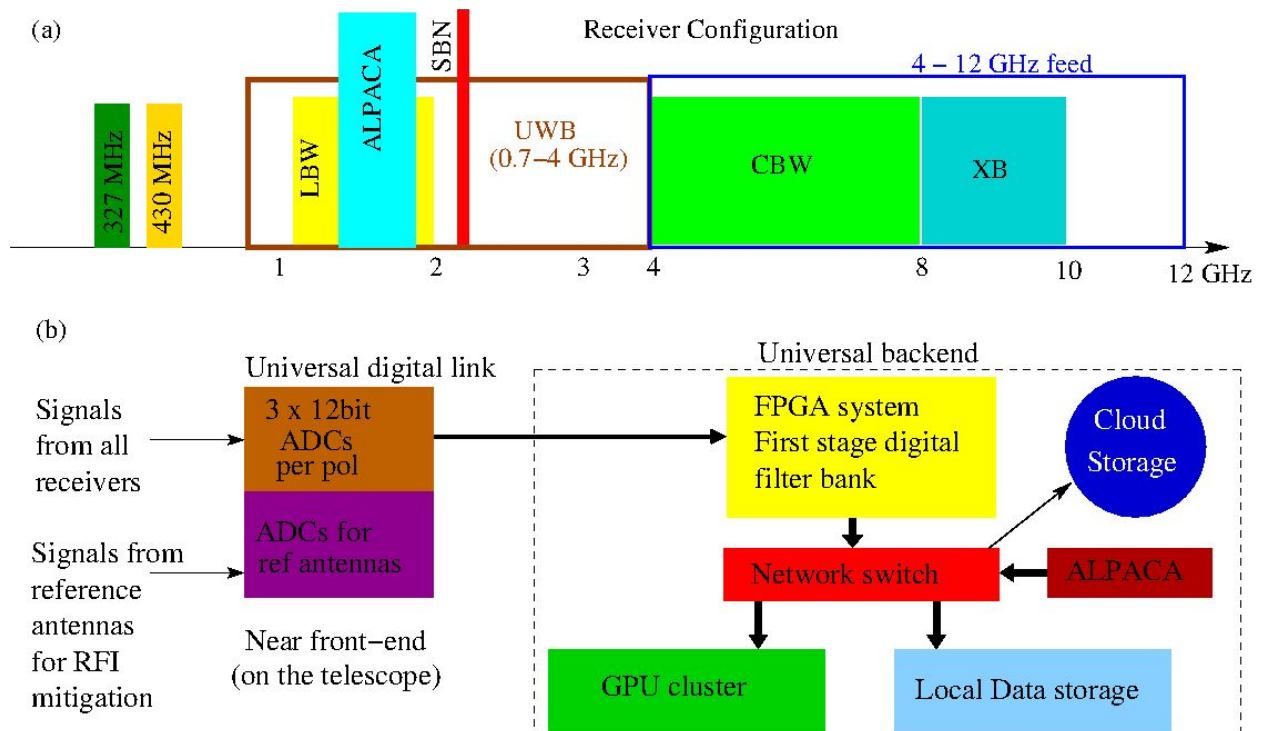 (a)
Receiver Configuration
4 – 12 GHz feed
327 MHz
430 MHz
LBW
ALPACA
SBN
UWB
(0.7–4 GHz)
CBW
XB
1
2
3
4
8
10
12 GHz
(b)
Universal digital link
Universal backend
Signals
from all
receivers
3 x 12bit
ADCs
per pol
FPGA system
First stage digital
filter bank
Cloud
Storage
Signals from
reference
antennas
for RFI
mitigation
ADCs for
ref antennas
Network switch
ALPACA
Near front–end
(on the telescope)
GPU cluster
Local Data storage